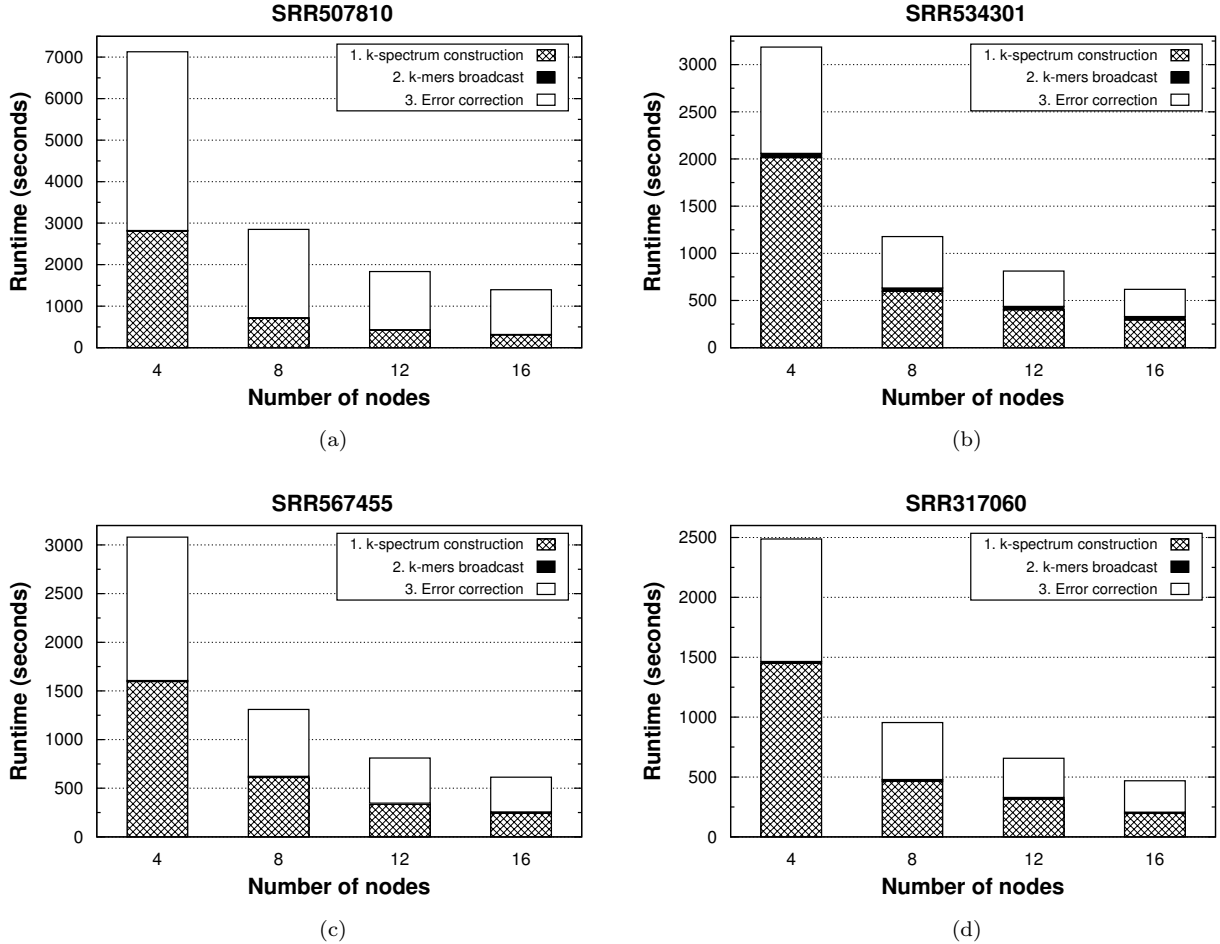 SRR507810
Runtime (seconds)
7000
6000
5000
4000
3000
2000
1000
0
1. k-spectrum construction
2. k-mers broadcast
3. Error correction
4 8 12 16
Number of nodes
(a)
SRR534301
Runtime (seconds)
3000
2500
2000
1500
1000
500
0
1. k-spectrum construction
2. k-mers broadcast
3. Error correction
4 8 12 16
Number of nodes
(b)
SRR567455
Runtime (seconds)
3000
2500
2000
1500
1000
500
0
1. k-spectrum construction
2. k-mers broadcast
3. Error correction
4 8 12 16
Number of nodes
(c)
SRR317060
Runtime (seconds)
2500
2000
1500
1000
500
0
1. k-spectrum construction
2. k-mers broadcast
3. Error correction
4 8 12 16
Number of nodes
(d)